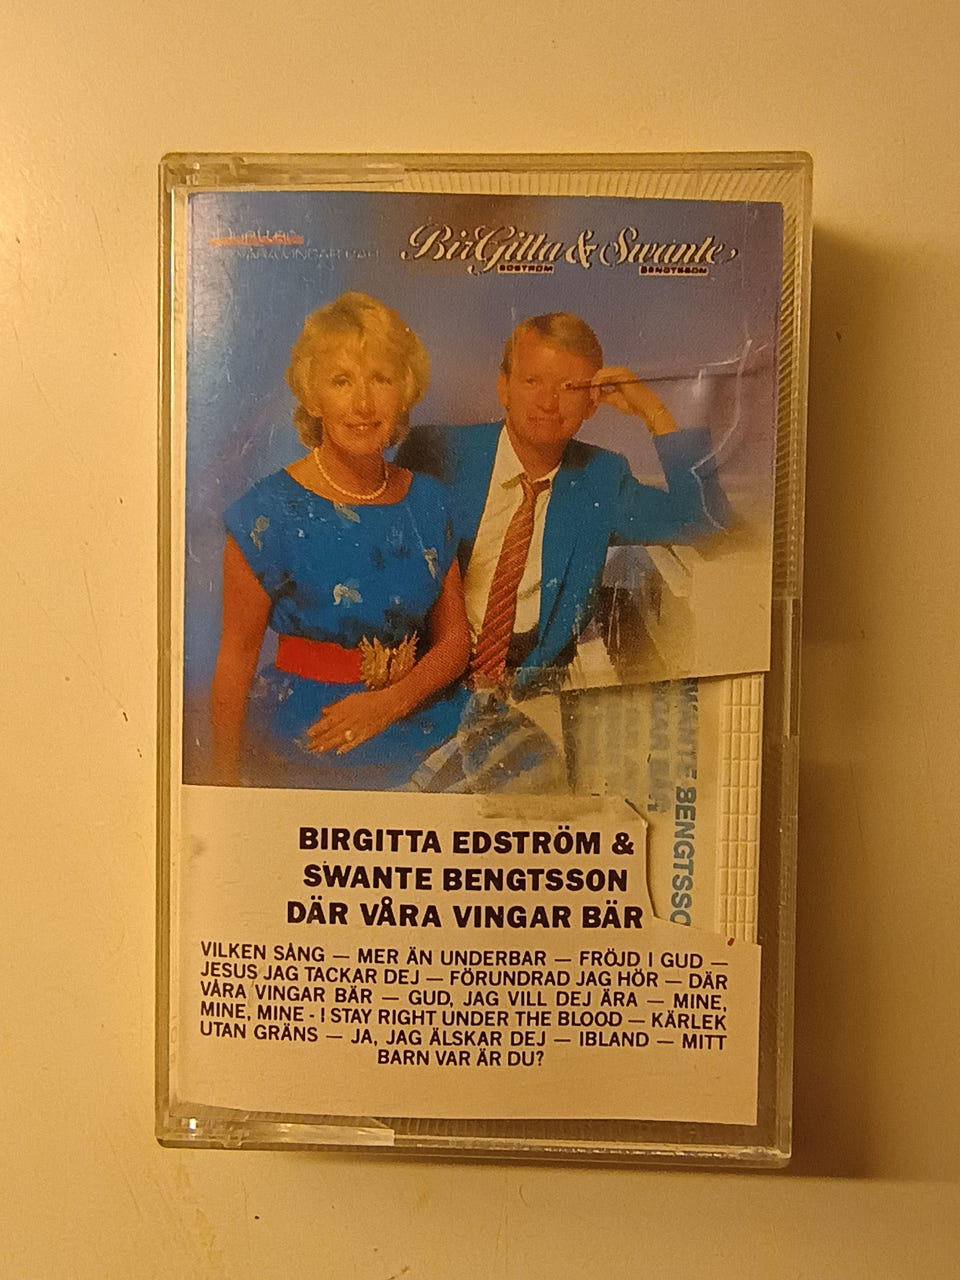 BirGitta & Swante
EDSTRÖM BENGTSSON
SWANTE BENGTSSO
BIRGITTA EDSTRÖM &
SWANTE BENGTSSON
DÄR VÅRA VINGAR BÄR
VILKEN SÅNG — MER ÄN UNDERBAR — FRÖJD I GUD —
JESUS JAG TACKAR DEJ — FÖRUNDRAD JAG HÖR — DÄR
VÅRA VINGAR BÄR — GUD, JAG VILL DEJ ÄRA — MINE,
MINE, MINE - I STAY RIGHT UNDER THE BLOOD — KÄRLEK
UTAN GRÄNS — JA, JAG ÄLSKAR DEJ — IBLAND — MITT
BARN VAR ÄR DU?